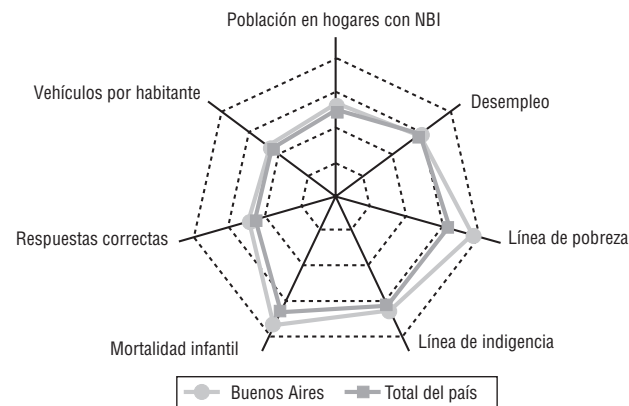 Población en hogares con NBI
Vehículos por habitante
Desempleo
Respuestas correctas
Línea de pobreza
Mortalidad infantil
Línea de indigencia
Buenos Aires
Total del país